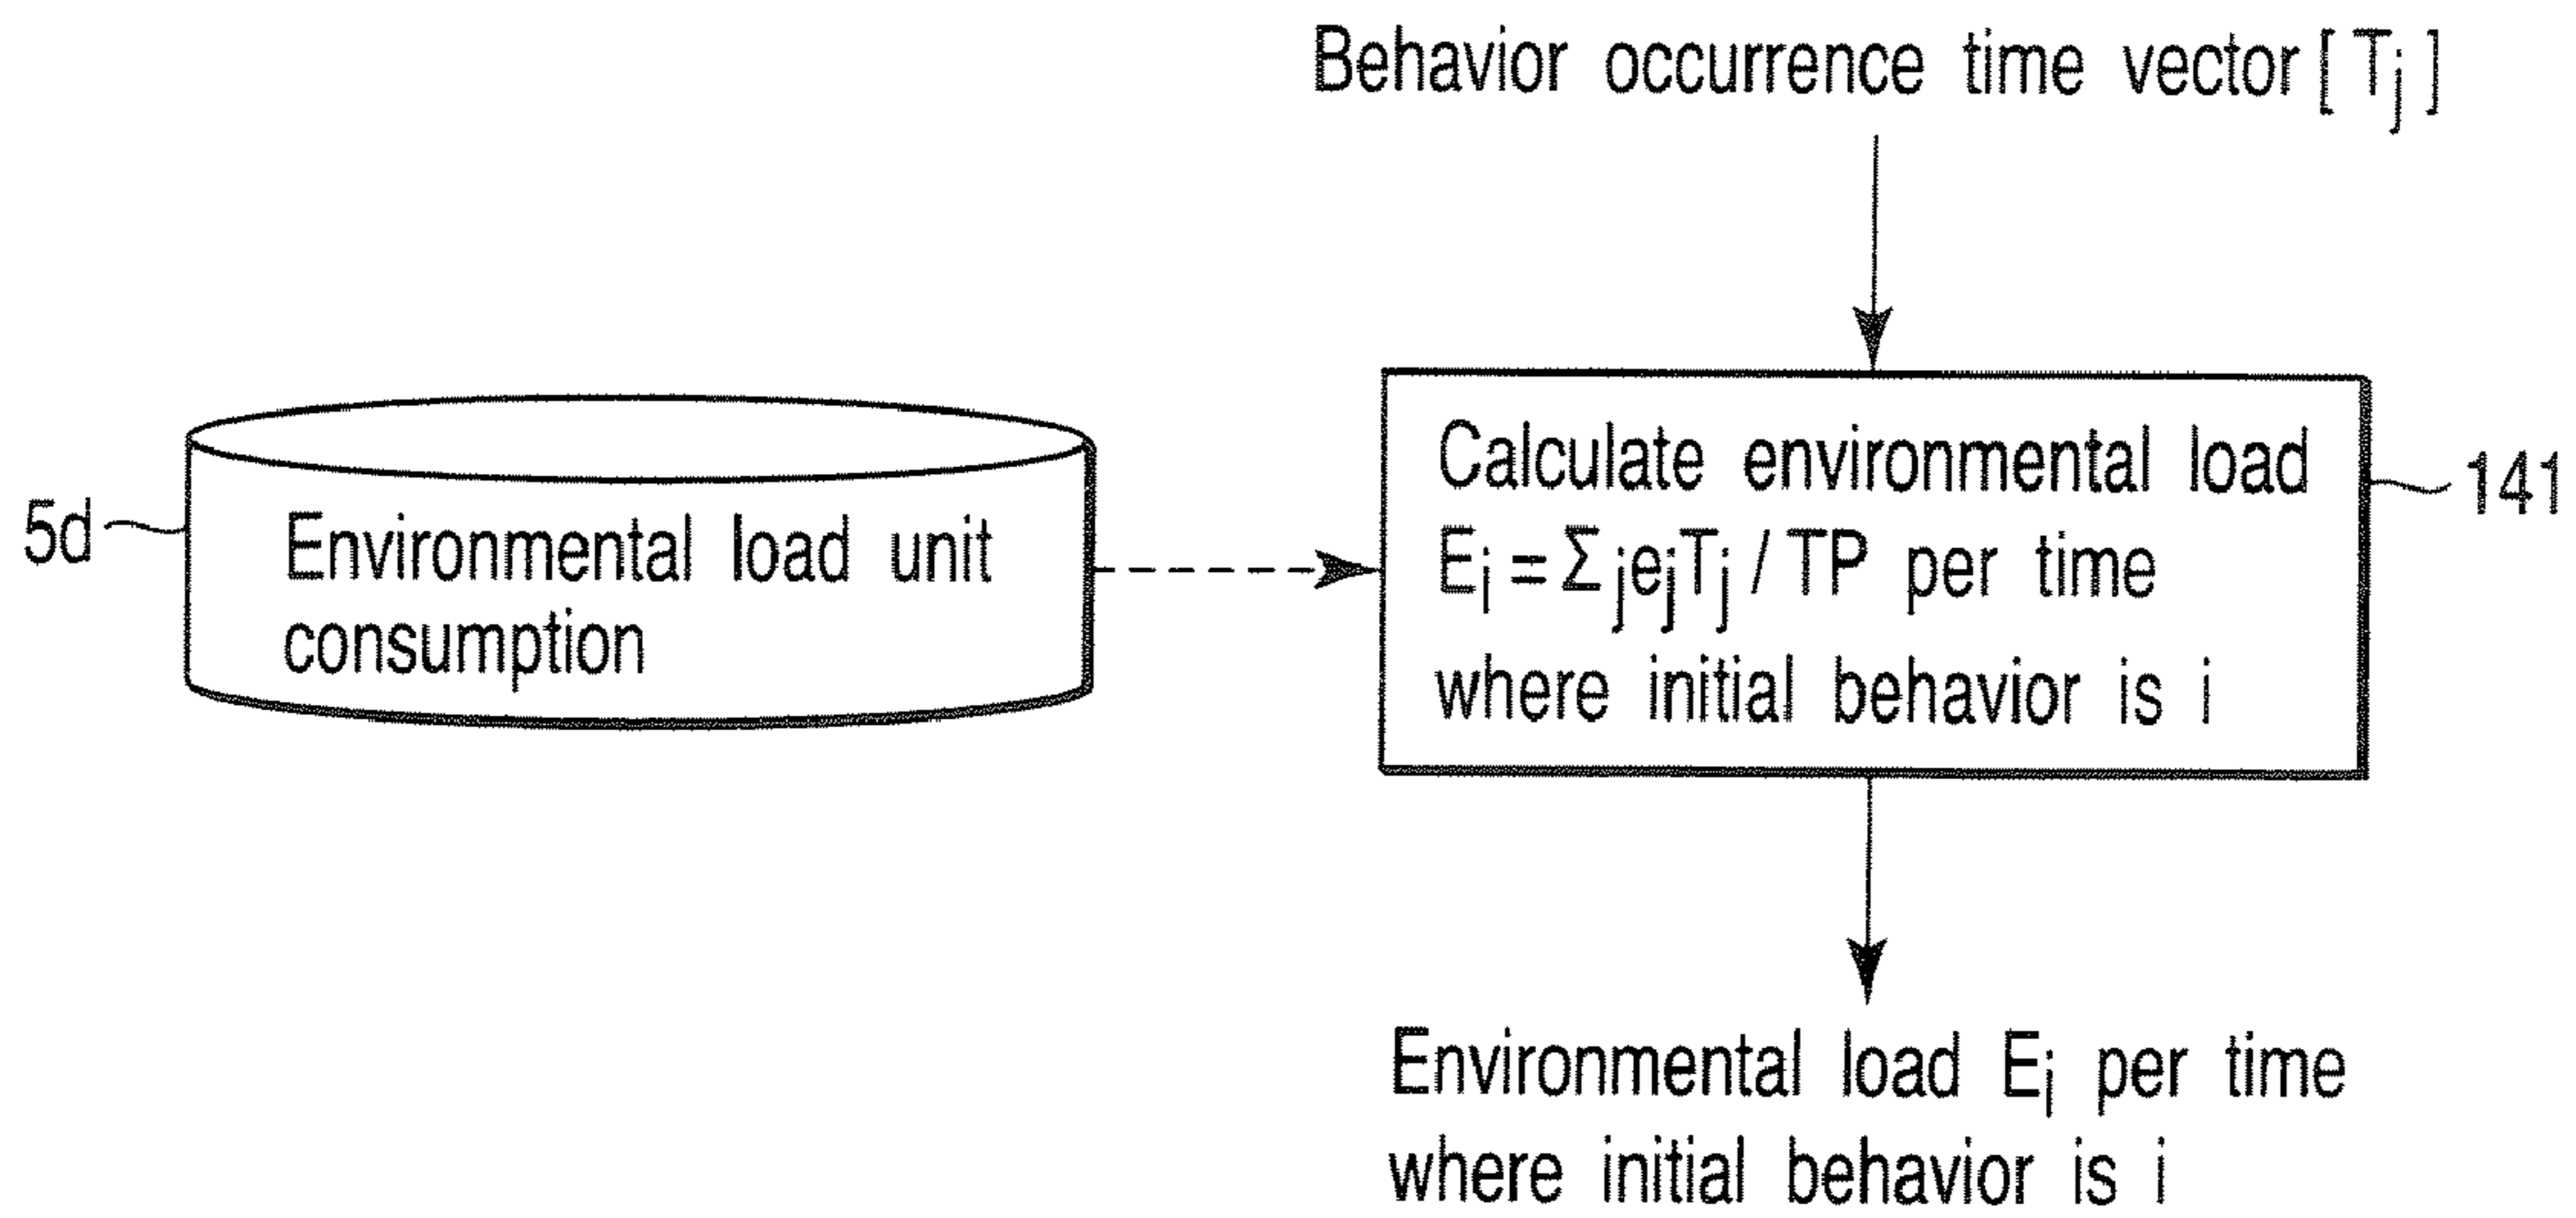 Behavior occurrence time vector [ Tj ]
Calculate environmental load
Ei = ΣjejTj / TP per time
where initial behavior is i
141
5d
Environmental load unit
consumption
Environmental load Ei per time
where initial behavior is i